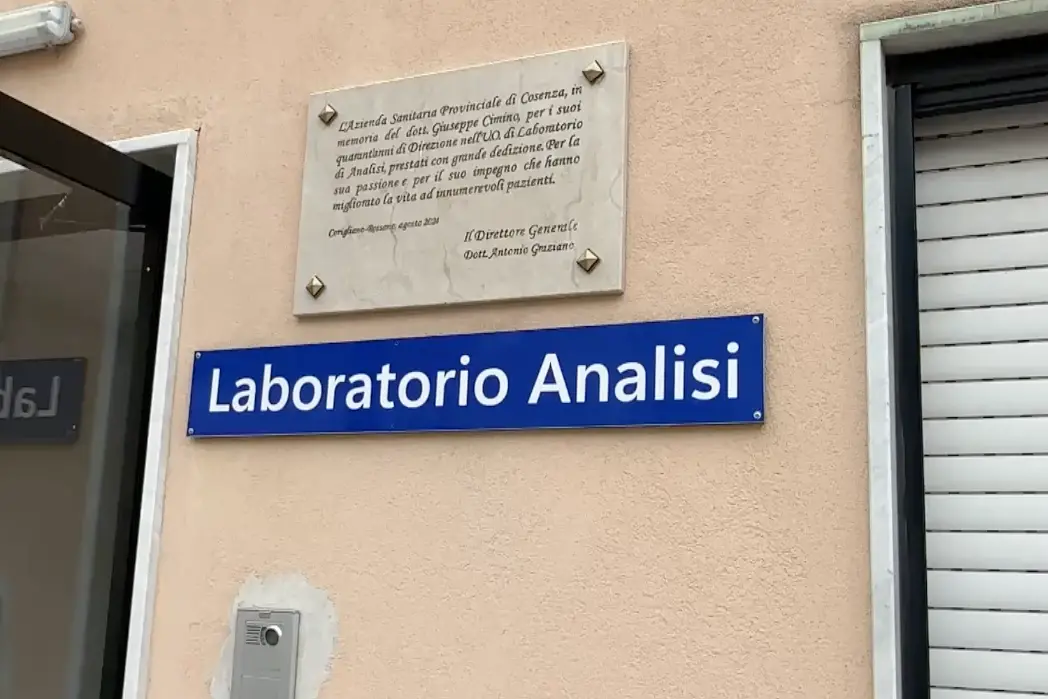 L'Azienda Sanitaria Provinciale di Cosenza, in
memoria del dott. Giuseppe Cimino, per i suoi
quarant'anni di Direzione nell'U.O. di Laboratorio
di Analisi, prestati con grande dedizione. Per la
sua passione e per il suo impegno che hanno
migliorato la vita ad innumerevoli pazienti.
Corigliano-Rossano, agosto 2024
Il Direttore Generale
Dott. Antonio Graziano
Laboratorio Analisi
Lab